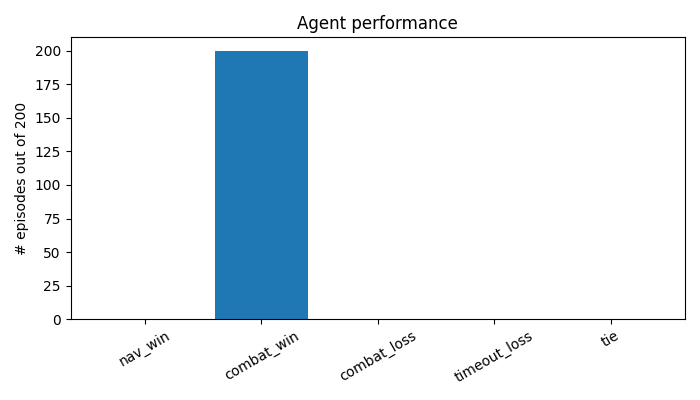 Agent performance
# episodes out of 200
200
175
150
125
100
75
50
25
0
nav_win
combat_win
combat_loss
timeout_loss
tie